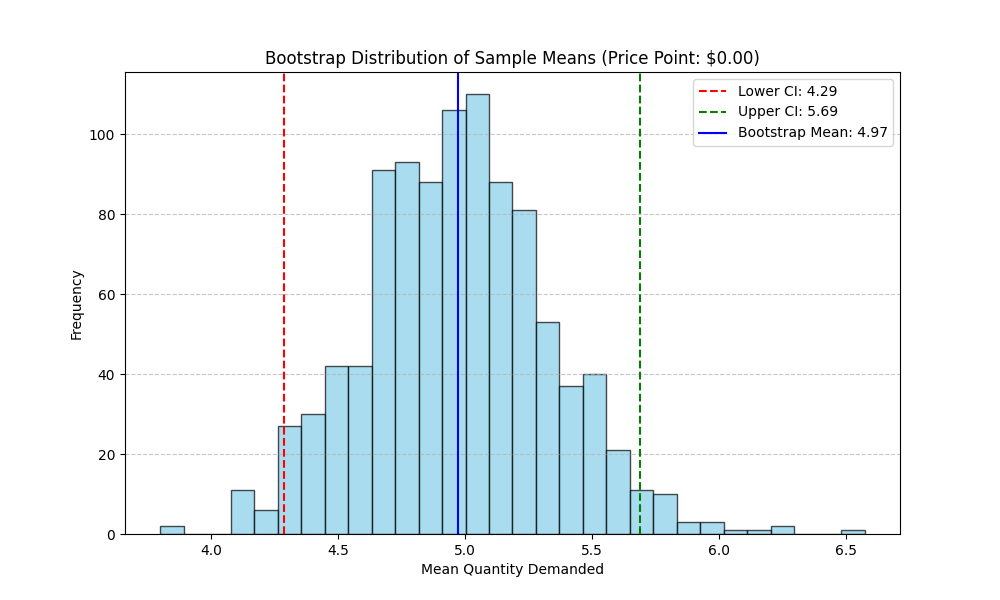 Bootstrap Distribution of Sample Means (Price Point: $0.00)
Lower CI: 4.29
Upper CI: 5.69
Bootstrap Mean: 4.97
100
80
60
40
20
0
Frequency
4.0 4.5 5.0 5.5 6.0 6.5
Mean Quantity Demanded